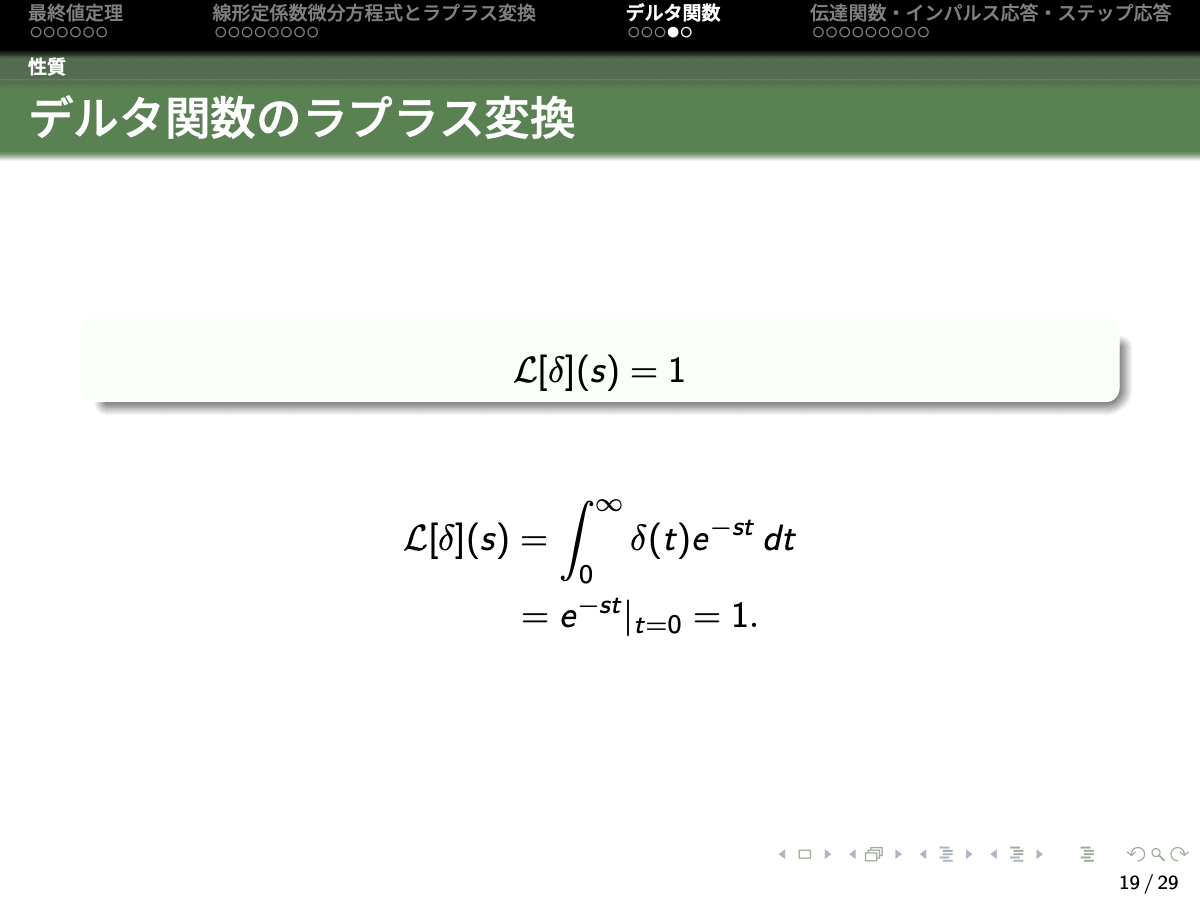 最終値定理 線形定係数微分方程式とラプラス変換 デルタ関数 伝達関数・インパルス応答・ステップ応答
性質
デルタ関数のラプラス変換
ℒ[δ](s) = 1
ℒ[δ](s) = ∫₀^∞ δ(t)e^{−st} dt
= e^{−st}|_{t=0} = 1.
19 / 29